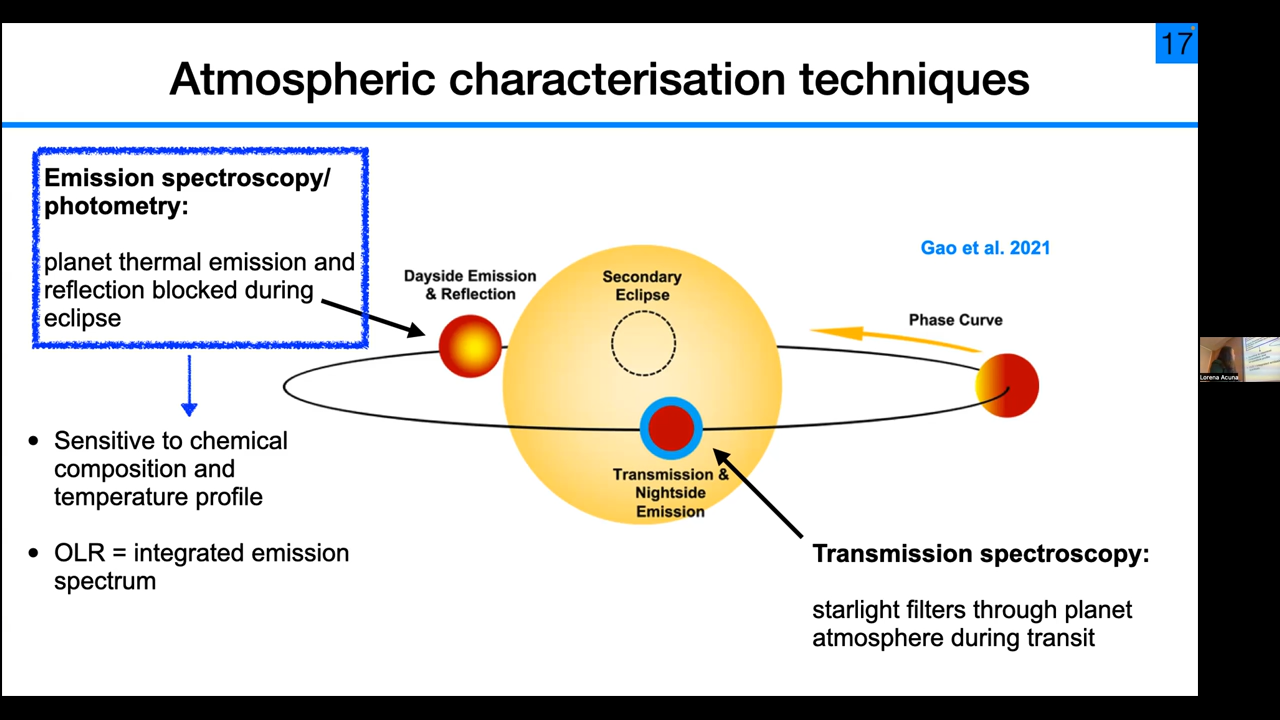 17
Atmospheric characterisation techniques
Emission spectroscopy/
photometry:
planet thermal emission and
reflection blocked during
eclipse
• Sensitive to chemical
composition and
temperature profile
• OLR = integrated emission
spectrum
Dayside Emission
& Reflection
Secondary
Eclipse
Gao et al. 2021
Phase Curve
Transmission &
Nightside
Emission
Transmission spectroscopy:
starlight filters through planet
atmosphere during transit
Lorena Acuna